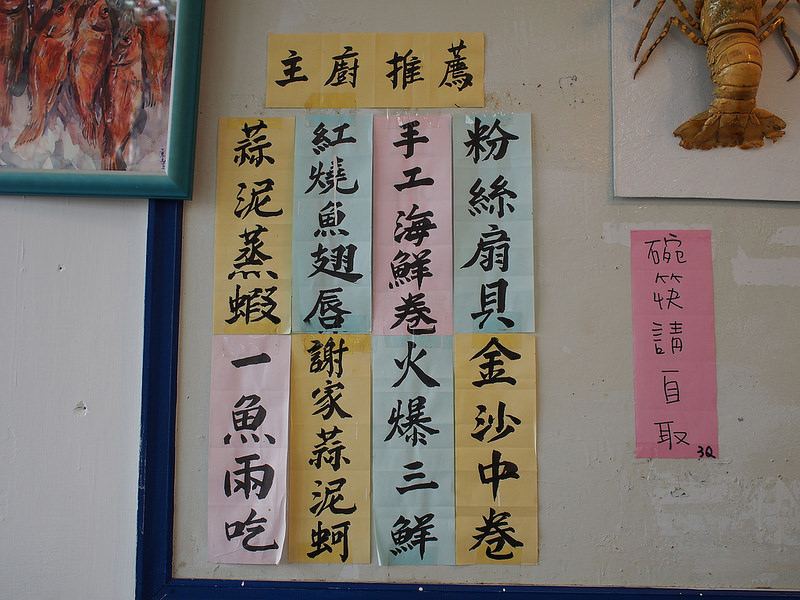 主廚推薦
粉絲扇貝
手工海鮮卷
紅燒魚翅唇
蒜泥蒸蝦
金沙中卷
火爆三鮮
謝家蒜泥蚵
一魚雨吃
碗筷請自取
3Q